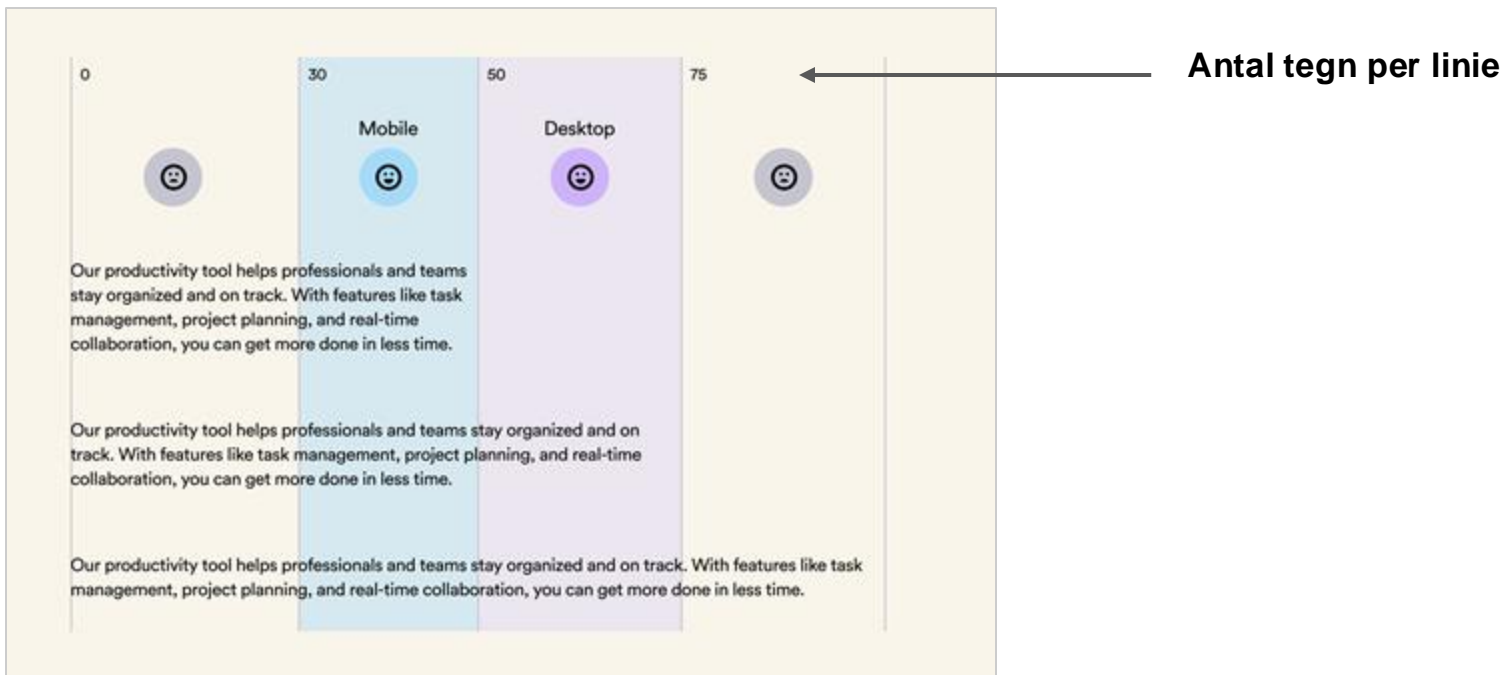 0 30 50 75
Antal tegn per linie
Mobile Desktop
Our productivity tool helps professionals and teams
stay organized and on track. With features like task
management, project planning, and real-time
collaboration, you can get more done in less time.
Our productivity tool helps professionals and teams stay organized and on
track. With features like task management, project planning, and real-time
collaboration, you can get more done in less time.
Our productivity tool helps professionals and teams stay organized and on track. With features like task
management, project planning, and real-time collaboration, you can get more done in less time.